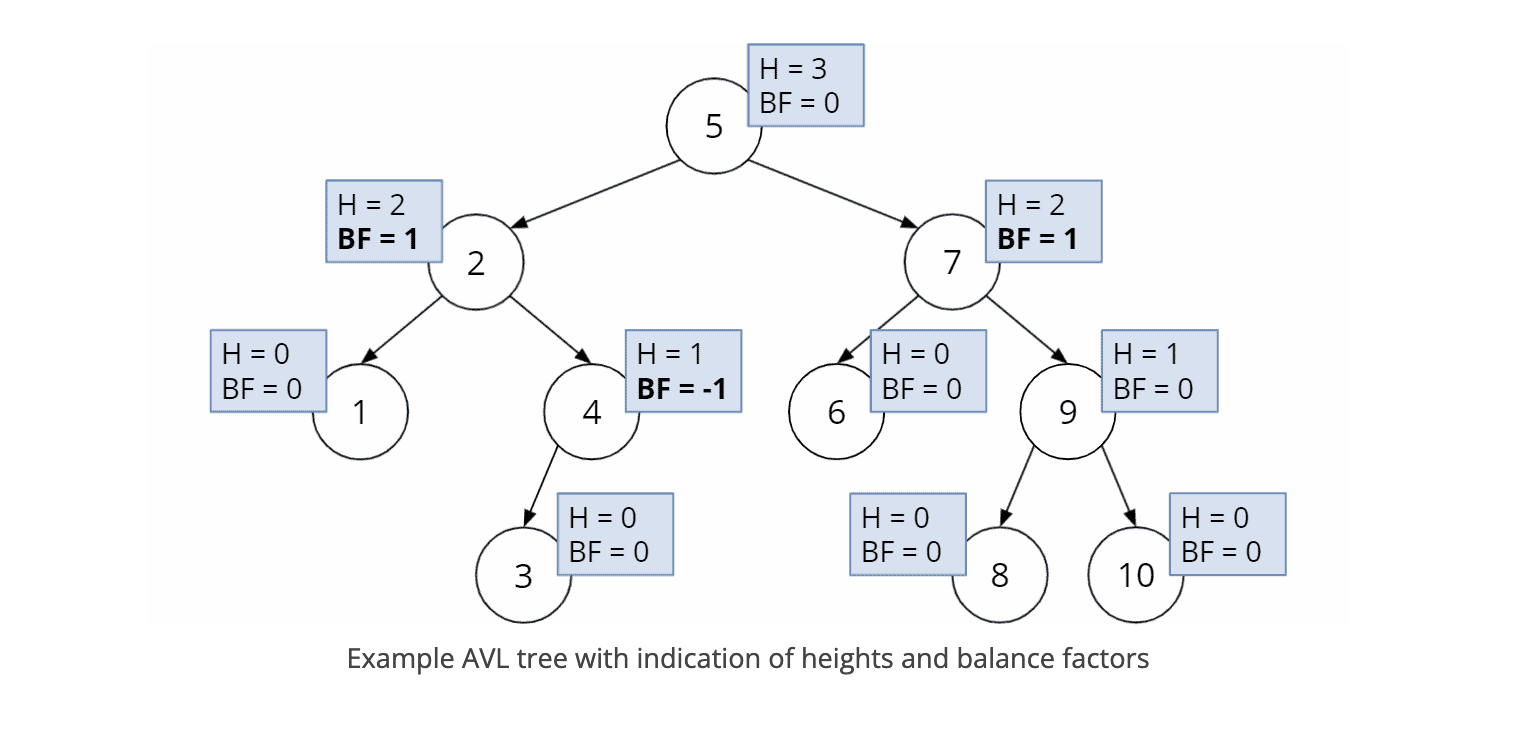 H = 3
BF = 0
5
H = 2
BF = 1
2
H = 2
BF = 1
7
H = 0
BF = 0
1
H = 1
BF = -1
4
H = 0
BF = 0
6
H = 1
BF = 0
9
H = 0
BF = 0
3
H = 0
BF = 0
8
H = 0
BF = 0
10
Example AVL tree with indication of heights and balance factors